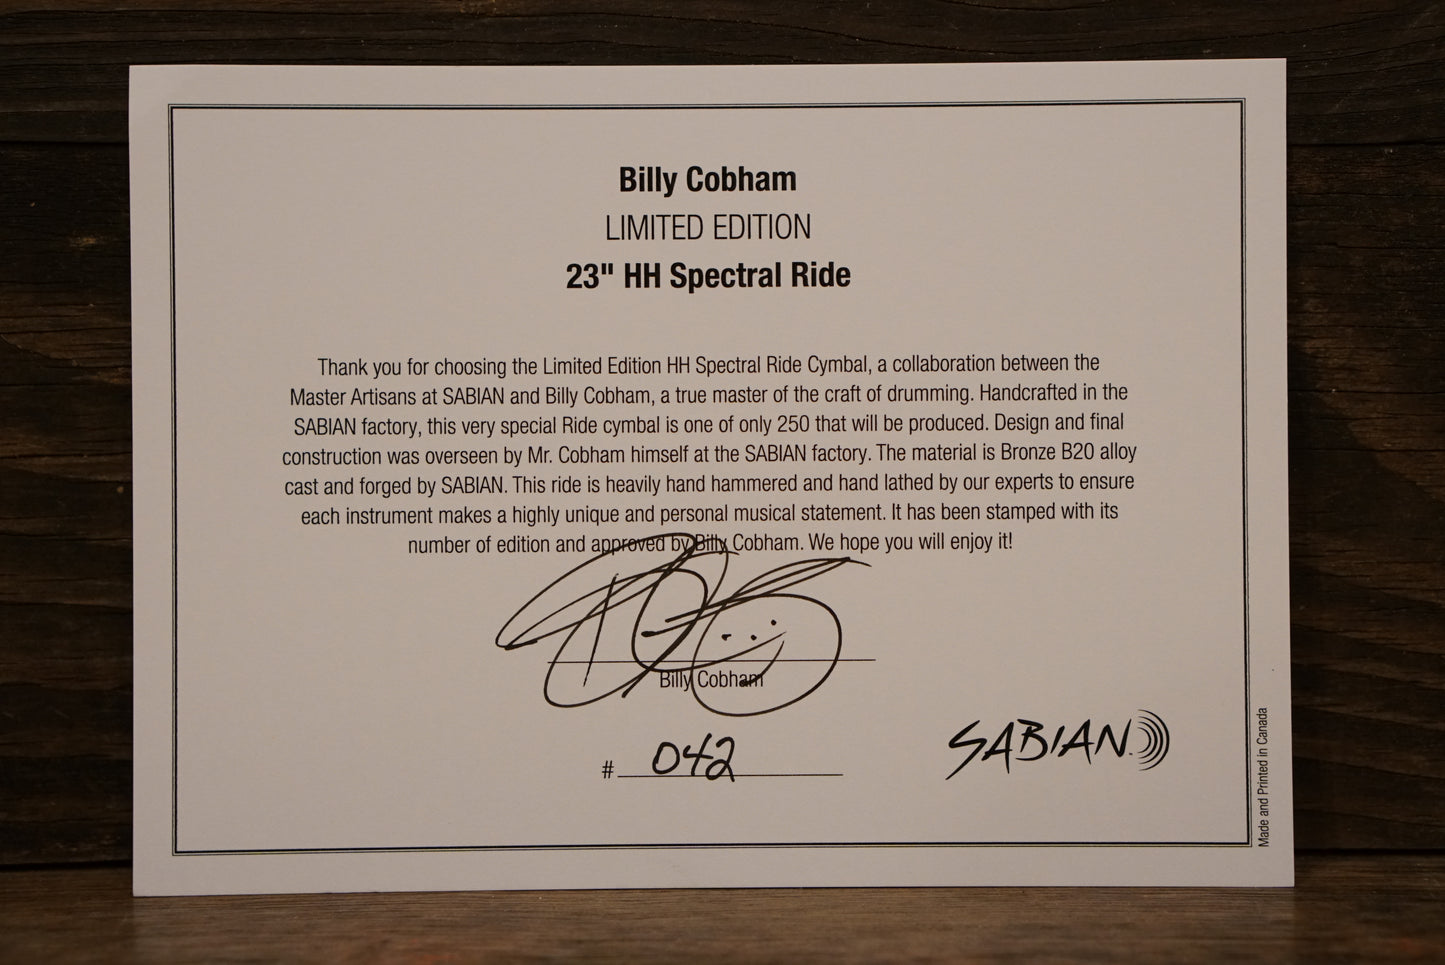 Billy Cobham
LIMITED EDITION
23" HH Spectral Ride
Thank you for choosing the Limited Edition HH Spectral Ride Cymbal, a collaboration between the
Master Artisans at SABIAN and Billy Cobham, a true master of the craft of drumming. Handcrafted in the
SABIAN factory, this very special Ride cymbal is one of only 250 that will be produced. Design and final
construction was overseen by Mr. Cobham himself at the SABIAN factory. The material is Bronze B20 alloy
cast and forged by SABIAN. This ride is heavily hand hammered and hand lathed by our experts to ensure
each instrument makes a highly unique and personal musical statement. It has been stamped with its
number of edition and approved by Billy Cobham. We hope you will enjoy it!
Billy Cobham
# 042
SABIAN
Made and Printed in Canada